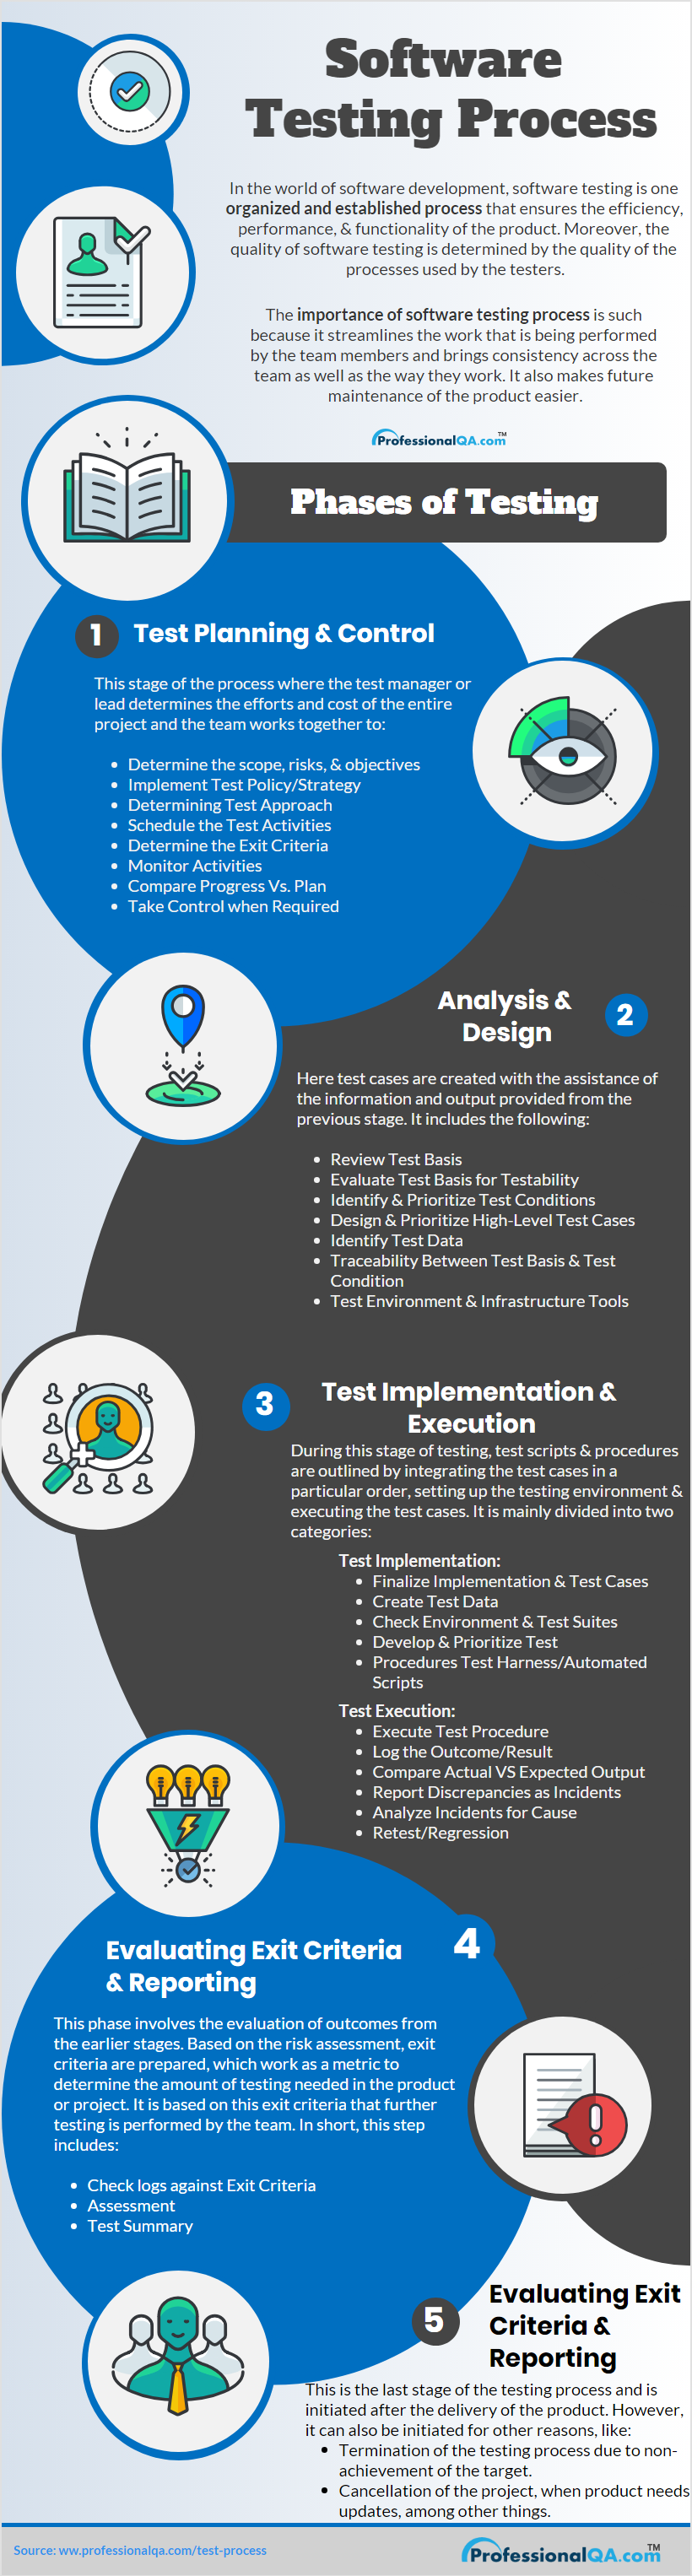 Software
Testing Process
In the world of software development, software testing is one
organized and established process that ensures the efficiency,
performance, & functionality of the product. Moreover, the
quality of software testing is determined by the quality of the
processes used by the testers.
The importance of software testing process is such
because it streamlines the work that is being performed
by the team members and brings consistency across the
team as well as the way they work. It also makes future
maintenance of the product easier.
ProfessionalQA.com™
Phases of Testing
1 Test Planning & Control
This stage of the process where the test manager or
lead determines the efforts and cost of the entire
project and the team works together to:
• Determine the scope, risks, & objectives
• Implement Test Policy/Strategy
• Determining Test Approach
• Schedule the Test Activities
• Determine the Exit Criteria
• Monitor Activities
• Compare Progress Vs. Plan
• Take Control when Required
Analysis &
Design
2
Here test cases are created with the assistance of
the information and output provided from the
previous stage. It includes the following:
• Review Test Basis
• Evaluate Test Basis for Testability
• Identify & Prioritize Test Conditions
• Design & Prioritize High-Level Test Cases
• Identify Test Data
• Traceability Between Test Basis & Test
Condition
• Test Environment & Infrastructure Tools
3
Test Implementation &
Execution
During this stage of testing, test scripts & procedures
are outlined by integrating the test cases in a
particular order, setting up the testing environment &
executing the test cases. It is mainly divided into two
categories:
Test Implementation:
• Finalize Implementation & Test Cases
• Create Test Data
• Check Environment & Test Suites
• Develop & Prioritize Test
• Procedures Test Harness/Automated
Scripts
Test Execution:
• Execute Test Procedure
• Log the Outcome/Result
• Compare Actual VS Expected Output
• Report Discrepancies as Incidents
• Analyze Incidents for Cause
• Retest/Regression
Evaluating Exit Criteria
& Reporting
4
This phase involves the evaluation of outcomes from
the earlier stages. Based on the risk assessment, exit
criteria are prepared, which work as a metric to
determine the amount of testing needed in the product
or project. It is based on this exit criteria that further
testing is performed by the team. In short, this step
includes:
• Check logs against Exit Criteria
• Assessment
• Test Summary
5
Evaluating Exit
Criteria &
Reporting
This is the last stage of the testing process and is
initiated after the delivery of the product. However,
it can also be initiated for other reasons, like:
• Termination of the testing process due to non-
achievement of the target.
• Cancellation of the project, when product needs
updates, among other things.
Source: ww.professionalqa.com/test-process
ProfessionalQA.com™